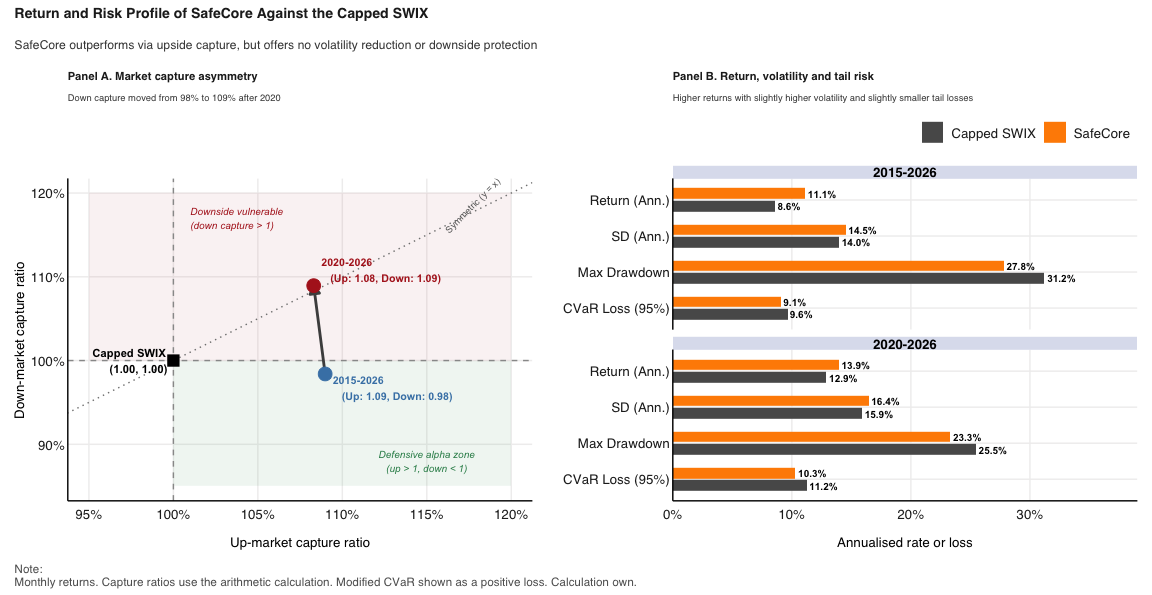 Return and Risk Profile of SafeCore Against the Capped SWIX
SafeCore outperforms via upside capture, but offers no volatility reduction or downside protection
Panel A. Market capture asymmetry
Down capture moved from 98% to 109% after 2020
Down-market capture ratio
120%
110%
100%
90%
Downside vulnerable
(down capture > 1)
Symmetric (y = x)
2020-2026
(Up: 1.08, Down: 1.09)
Capped SWIX
(1.00, 1.00)
2015-2026
(Up: 1.09, Down: 0.98)
Defensive alpha zone
(up > 1, down < 1)
95%
100%
105%
110%
115%
120%
Up-market capture ratio
Panel B. Return, volatility and tail risk
Higher returns with slightly higher volatility and slightly smaller tail losses
Capped SWIX
SafeCore
2015-2026
Return (Ann.)
11.1%
8.6%
SD (Ann.)
14.5%
14.0%
Max Drawdown
27.8%
31.2%
CVaR Loss (95%)
9.1%
9.6%
2020-2026
Return (Ann.)
13.9%
12.9%
SD (Ann.)
16.4%
15.9%
Max Drawdown
23.3%
25.5%
CVaR Loss (95%)
10.3%
11.2%
0%
10%
20%
30%
Annualised rate or loss
Note:
Monthly returns. Capture ratios use the arithmetic calculation. Modified CVaR shown as a positive loss. Calculation own.